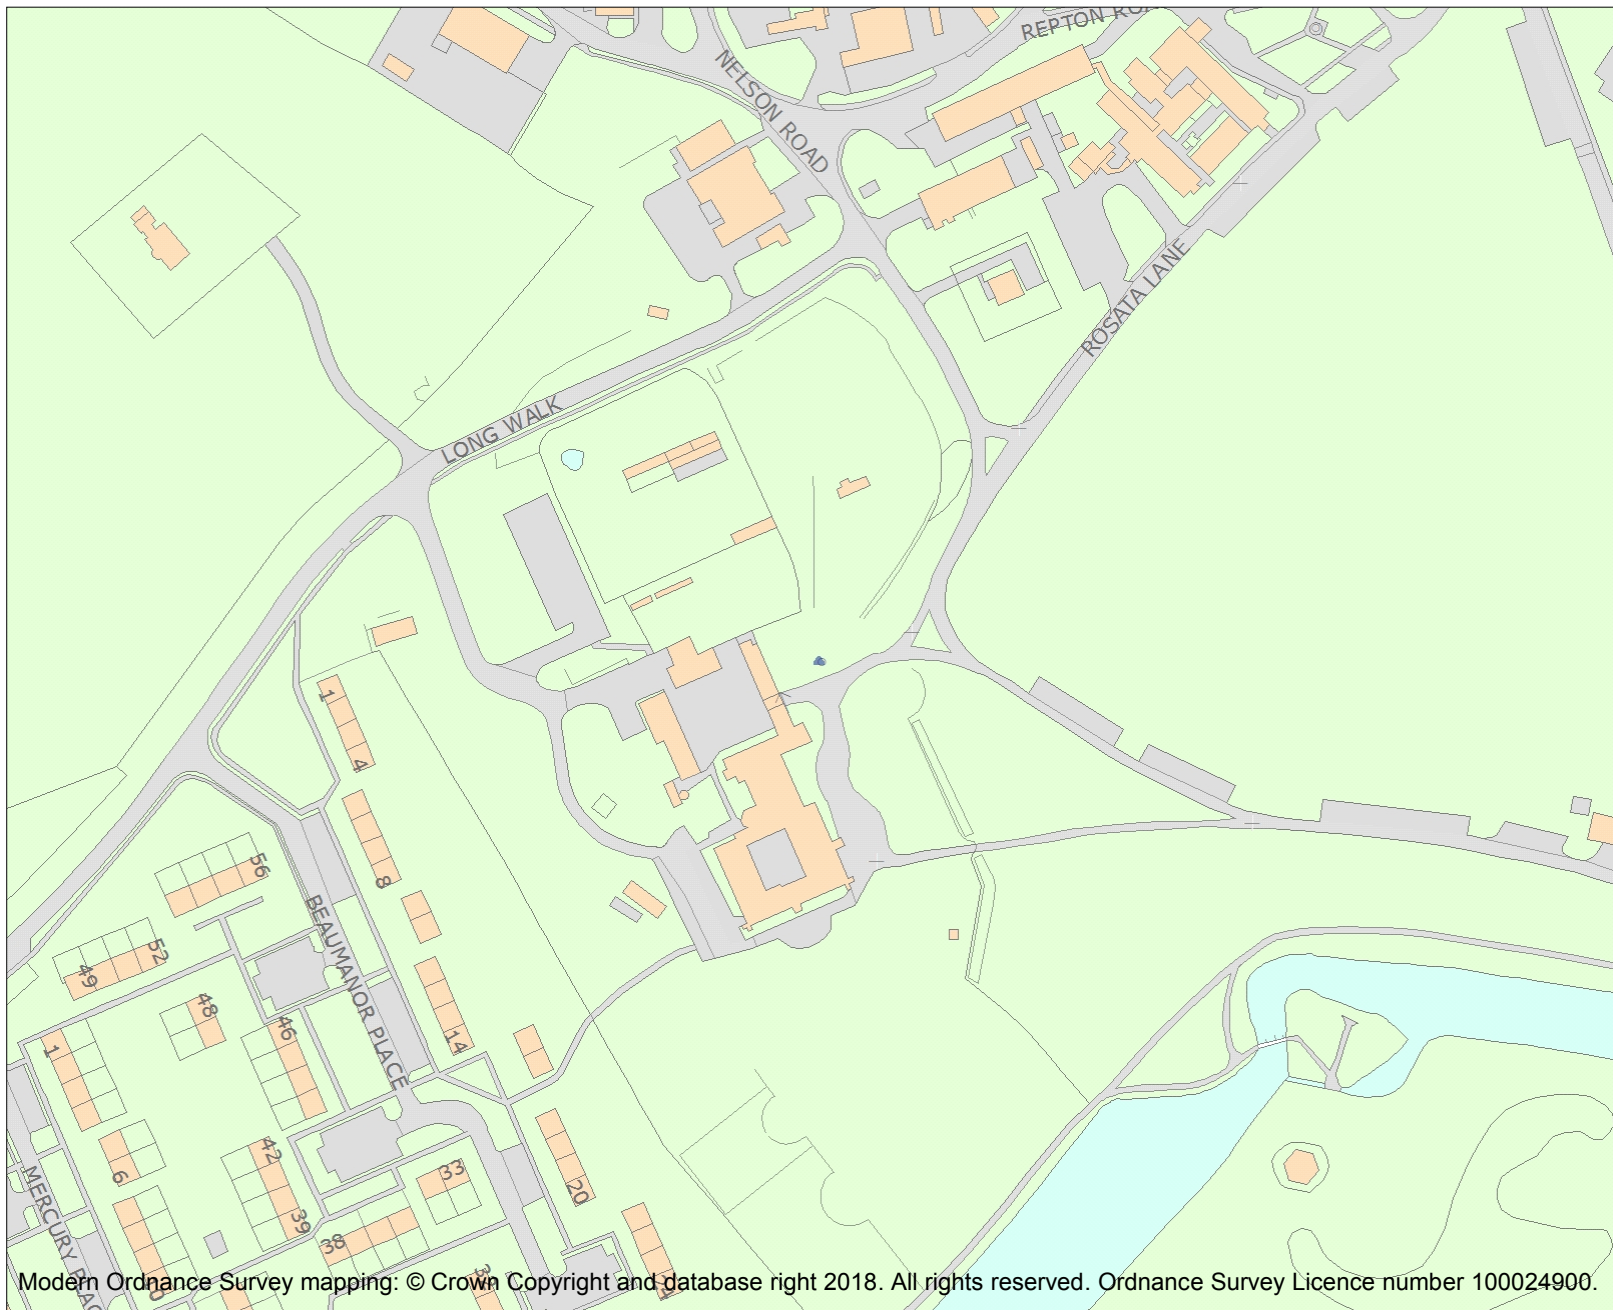 REPTON ROA
NELSON ROAD
ROSATA LANE
LONG WALK
1
4
8
56
52
49
BEAUMANOR PLACE
48
46
14
1
6
42
33
39
38
20
MERCURY PLAC
Modern Ordnance Survey mapping: © Crown Copyright and database right 2018. All rights reserved. Ordnance Survey Licence number 100024900.